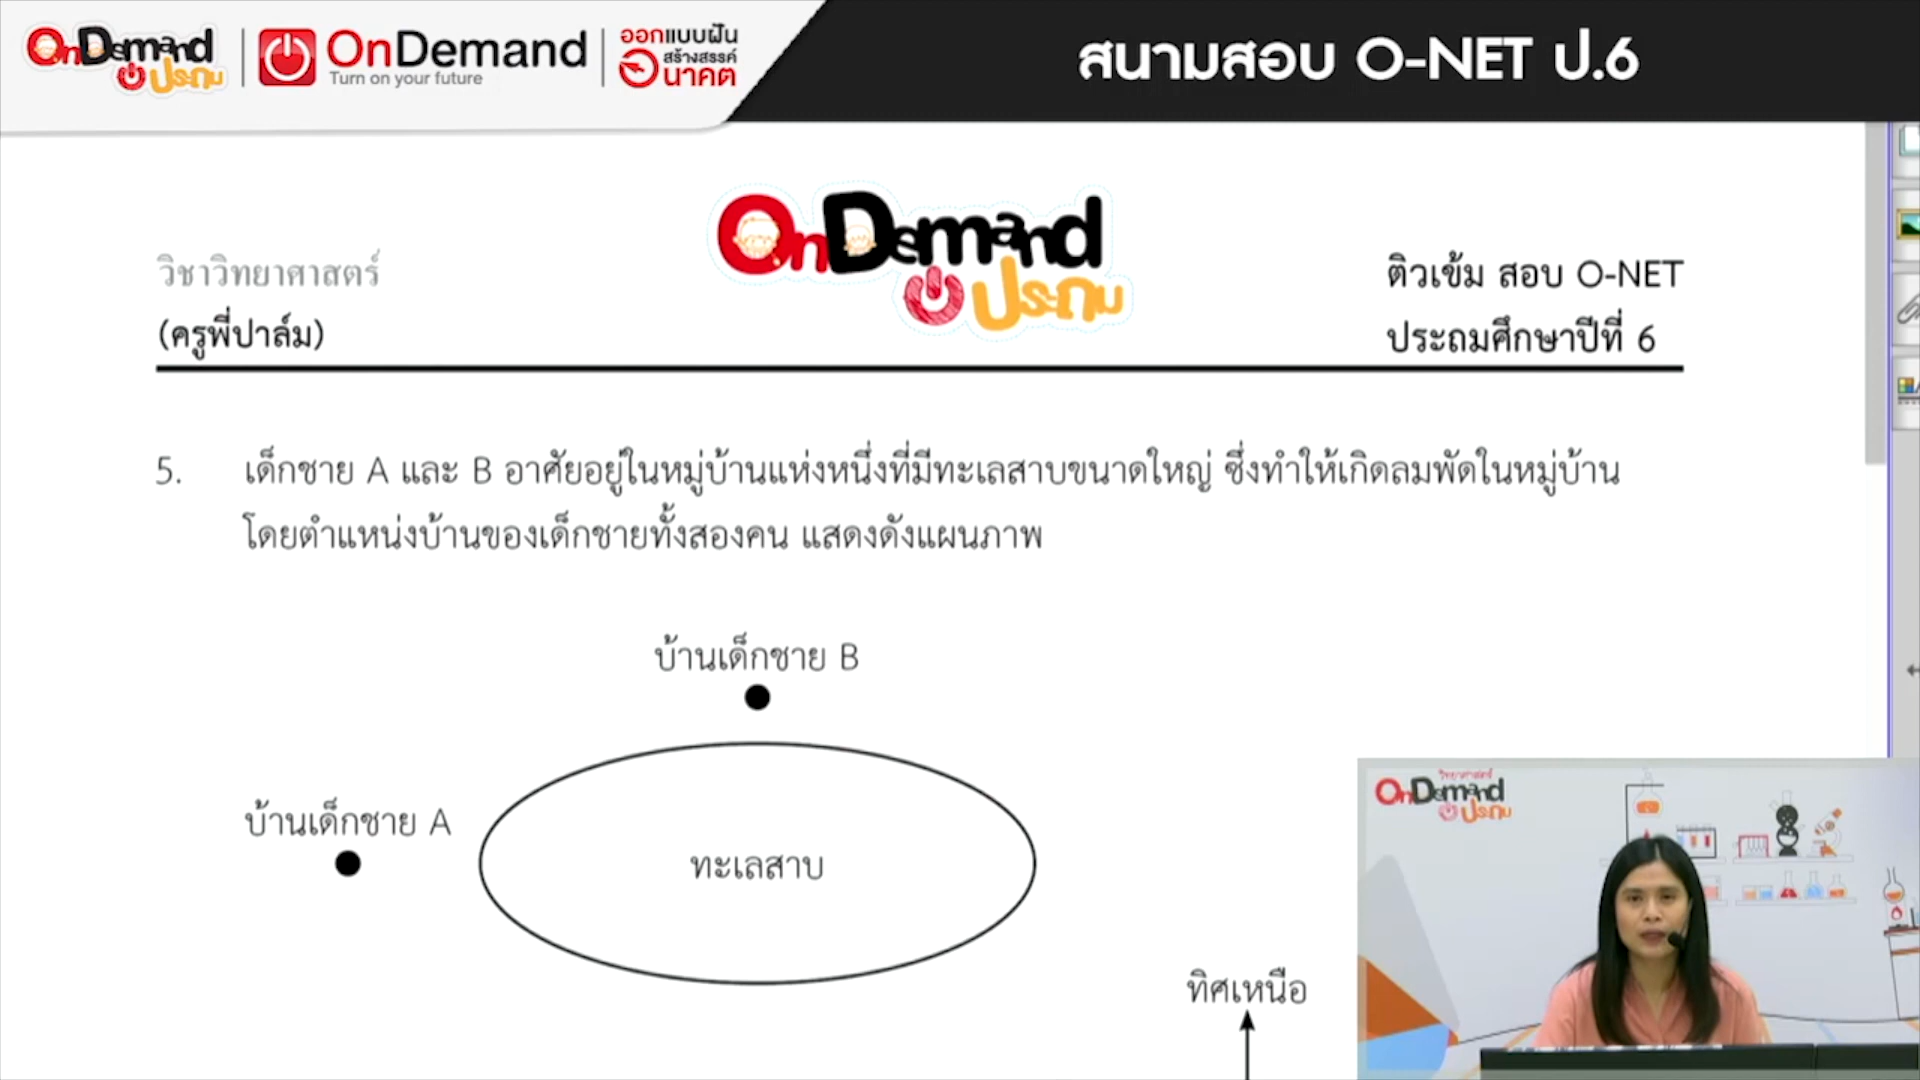 OnDemand
ประถม
OnDemand
Turn on your future
ออกแบบฝัน
สร้างสรรค์
อนาคต
สนามสอบ O-NET ป.6
OnDemand
ประถม
วิชาวิทยาศาสตร์
(ครูพี่ปาล์ม)
ติวเข้ม สอบ O-NET
ประถมศึกษาปีที่ 6
5. เด็กชาย A และ B อาศัยอยู่ในหมู่บ้านแห่งหนึ่งที่มีทะเลสาบขนาดใหญ่ ซึ่งทำให้เกิดลมพัดในหมู่บ้าน
โดยตำแหน่งบ้านของเด็กชายทั้งสองคน แสดงดังแผนภาพ
บ้านเด็กชาย B
บ้านเด็กชาย A
ทะเลสาบ
ทิศเหนือ
วิทยาศาสตร์
OnDemand
ประถม